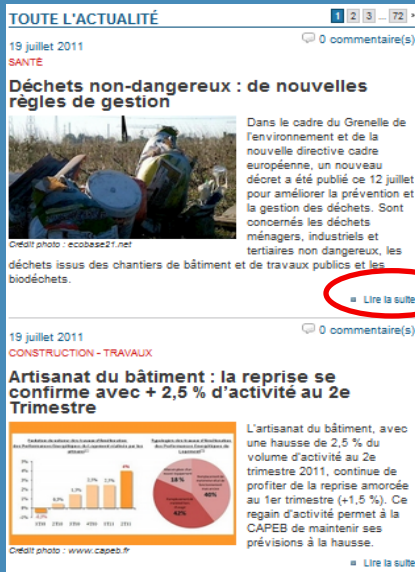 TOUTE L'ACTUALITÉ
1 2 3 ... 72
19 juillet 2011
0 commentaire(s)
SANTÉ
Déchets non-dangereux : de nouvelles
règles de gestion
Dans le cadre du Grenelle de
l'environnement et de la
nouvelle directive cadre
européenne, un nouveau
décret a été publié ce 12 juillet
pour améliorer la prévention et
la gestion des déchets. Sont
concernés les déchets
ménagers, industriels et
tertiaires non dangereux, les
Crédit photo : ecobase21.net
déchets issus des chantiers de bâtiment et de travaux publics et les
biodéchets.
Lire la suite
19 juillet 2011
0 commentaire(s)
CONSTRUCTION - TRAVAUX
Artisanat du bâtiment : la reprise se
confirme avec + 2,5 % d'activité au 2e
Trimestre
L'artisanat du bâtiment, avec
une hausse de 2,5 % du
volume d'activité au 2e
trimestre 2011, continue de
profiter de la reprise amorcée
au 1er trimestre (+1,5 %). Ce
regain d'activité permet à la
CAPEB de maintenir ses
prévisions à la hausse.
18%
40%
42%
Crédit photo : www.capeb.fr
Lire la suite